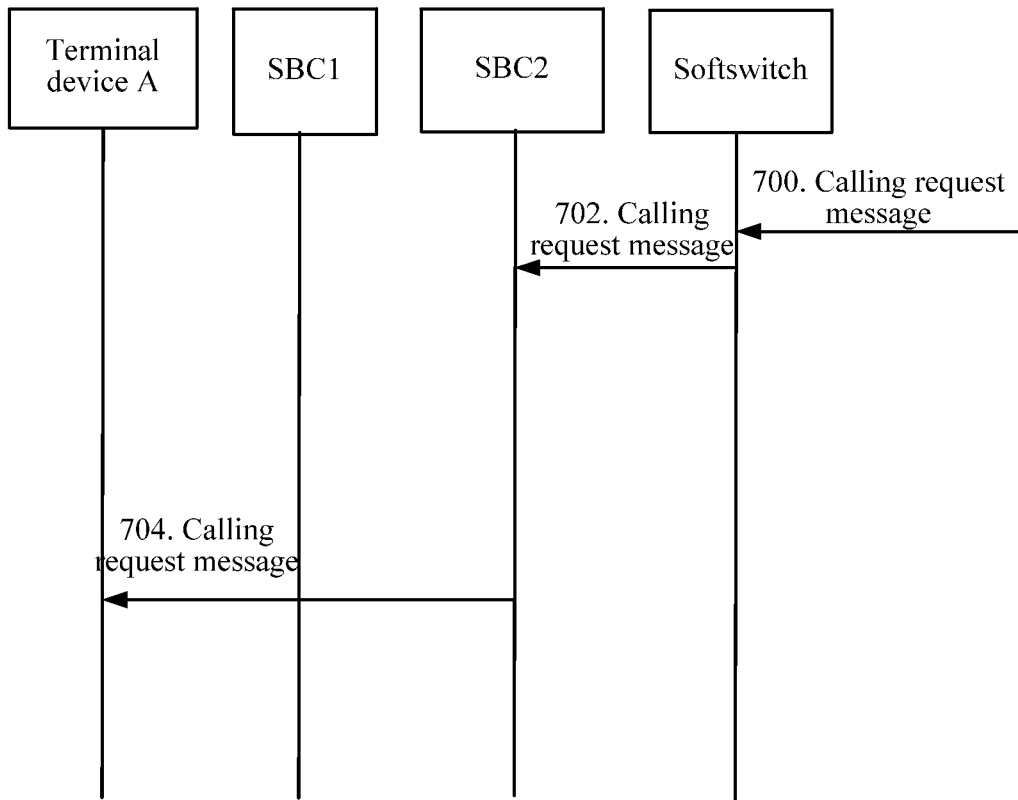 Terminal
device A
SBC1
SBC2
Softswitch
700. Calling request
message
702. Calling
request message
704. Calling
request message